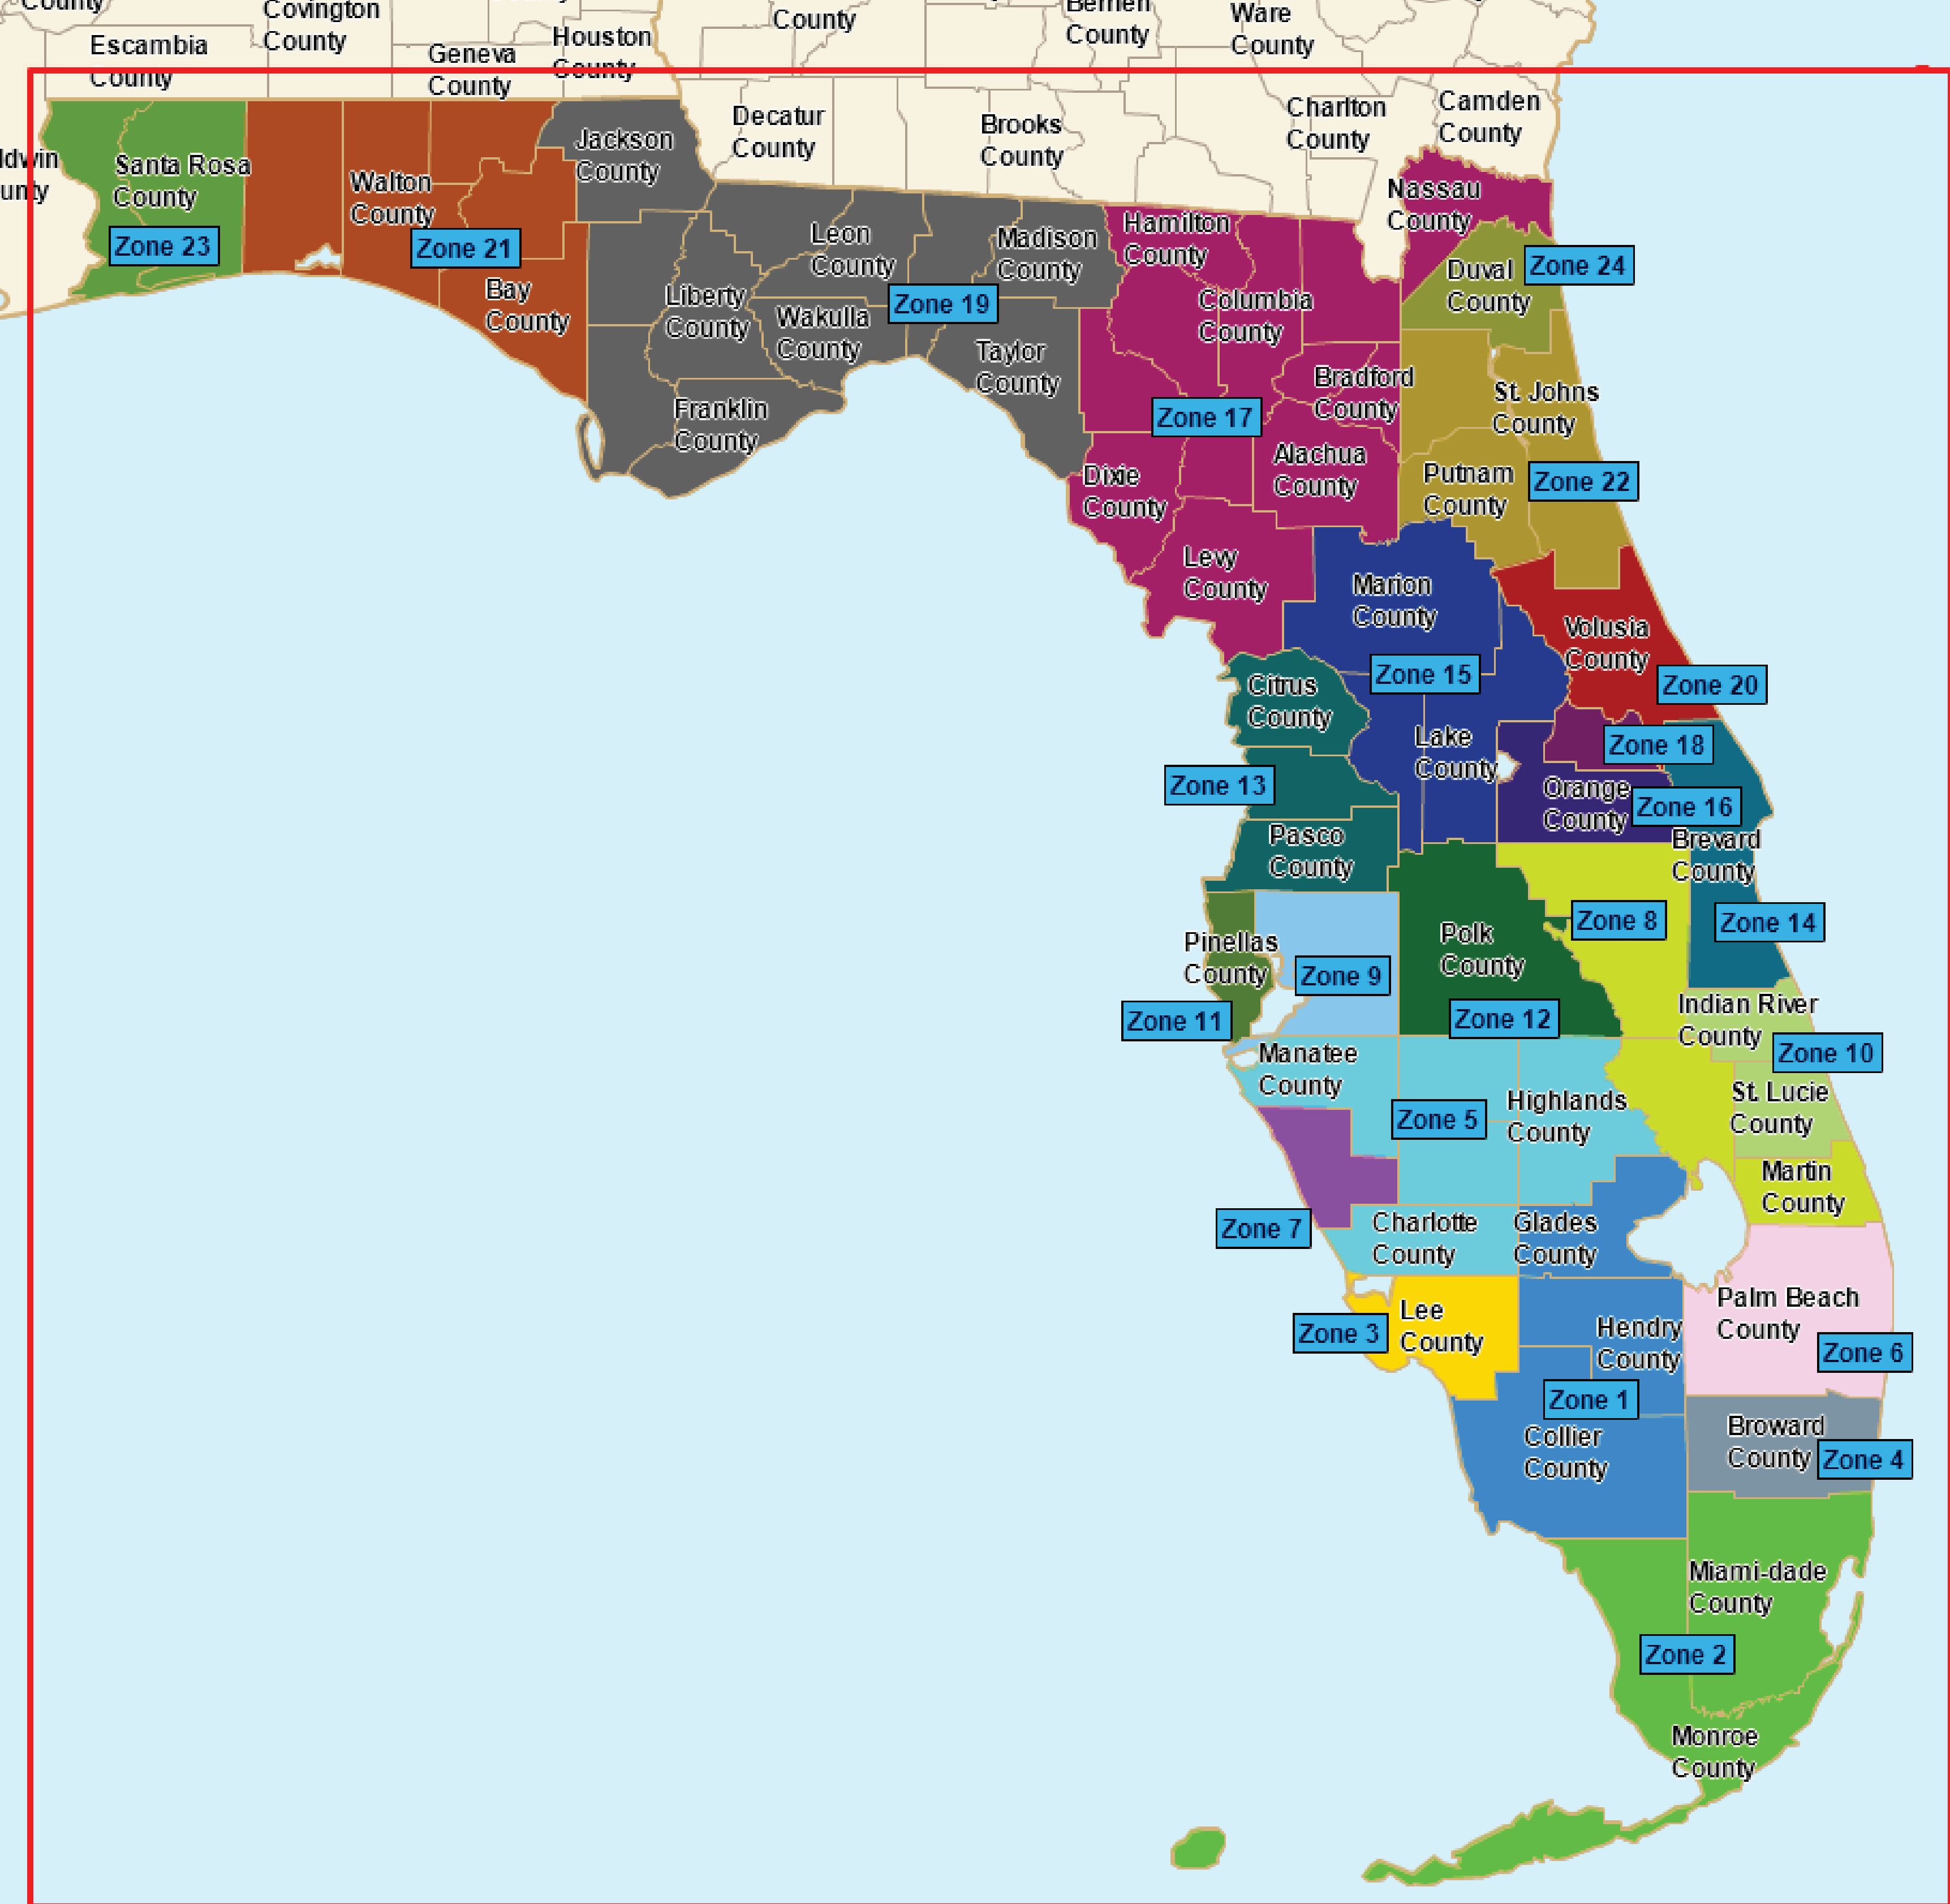 County
Covington
County
County
Berrien
County
Ware
County
Escambia
County
Geneva
County
Houston
County
Decatur
County
Brooks
County
Charlton
County
Camden
County
Jackson
County
Santa Rosa
County
Zone 23
Walton
County
Zone 21
Bay
County
Leon
County
Madison
County
Hamilton
County
Nassau
County
Duval
County
Zone 24
Liberty
County
Wakulla
County
Zone 19
Columbia
County
Taylor
County
Franklin
County
Bradford
County
Zone 17
St. Johns
County
Alachua
County
Dixie
County
Putnam
County
Zone 22
Levy
County
Marion
County
Volusia
County
Zone 15
Zone 20
Citrus
County
Lake
County
Zone 18
Zone 13
Orange
County
Zone 16
Pasco
County
Brevard
County
Zone 8
Zone 14
Pinellas
County
Polk
County
Zone 9
Zone 11
Zone 12
Indian River
County
Zone 10
Manatee
County
Zone 5
Highlands
County
St. Lucie
County
Martin
County
Zone 7
Charlotte
County
Glades
County
Zone 3
Lee
County
Hendry
County
Palm Beach
County
Zone 6
Zone 1
Collier
County
Broward
County
Zone 4
Miami-dade
County
Zone 2
Monroe
County